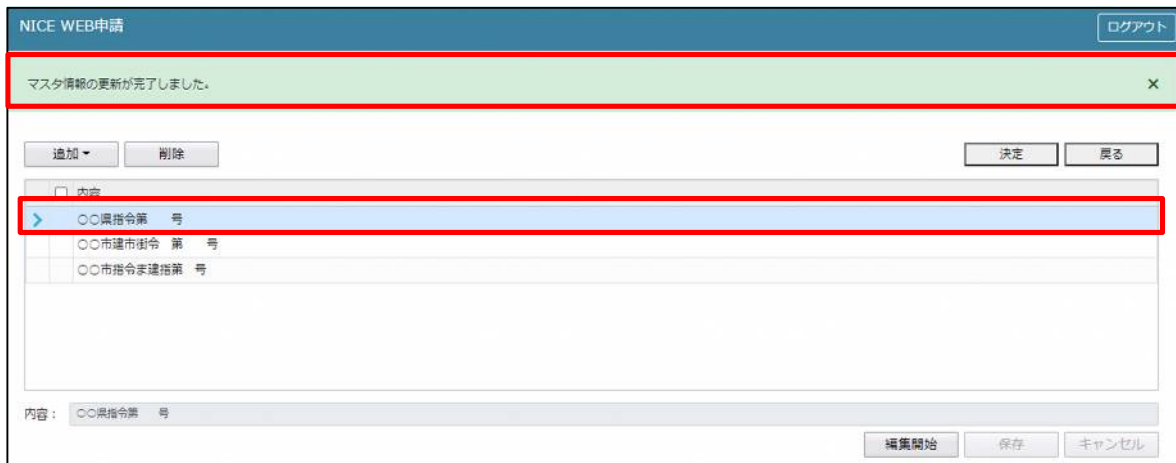 NICE WEB申請 ログアウト
マスタ情報の更新が完了しました。 ×
追加 削除 決定 戻る
内容
○○県指令第　号
○○市建市街令 第　号
○○市指令ま建指第 号
内容： ○○県指令第　号
編集開始 保存 キャンセル